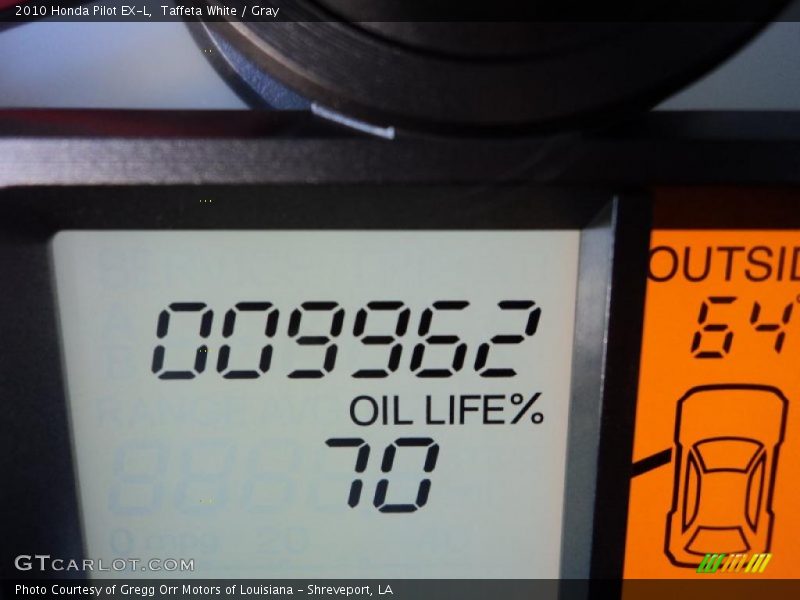 2010 Honda Pilot EX-L, Taffeta White / Gray
OUTSID
009962
64°
OIL LIFE%
70
GTCARLOT.COM
Photo Courtesy of Gregg Orr Motors of Louisiana – Shreveport, LA